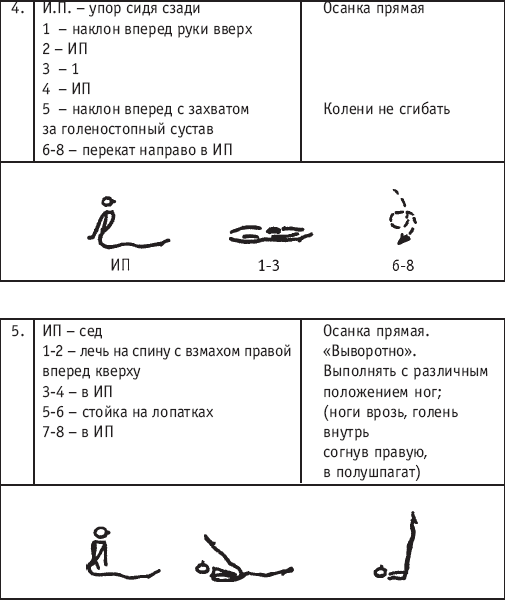 4. И.П. – упор сидя сзади Осанка прямая
1 – наклон вперед руки вверх
2 – ИП
3 – 1
4 – ИП
5 – наклон вперед с захватом Колени не сгибать
за голеностопный сустав
6-8 – перекат направо в ИП
ИП 1-3 6-8
5. ИП – сед Осанка прямая.
1-2 – лечь на спину с взмахом правой «Выворотно».
вперед кверху Выполнять с различным
3-4 – в ИП положением ног;
5-6 – стойка на лопатках (ноги врозь, голень
7-8 – в ИП внутрь
согнув правую,
в полушпагат)